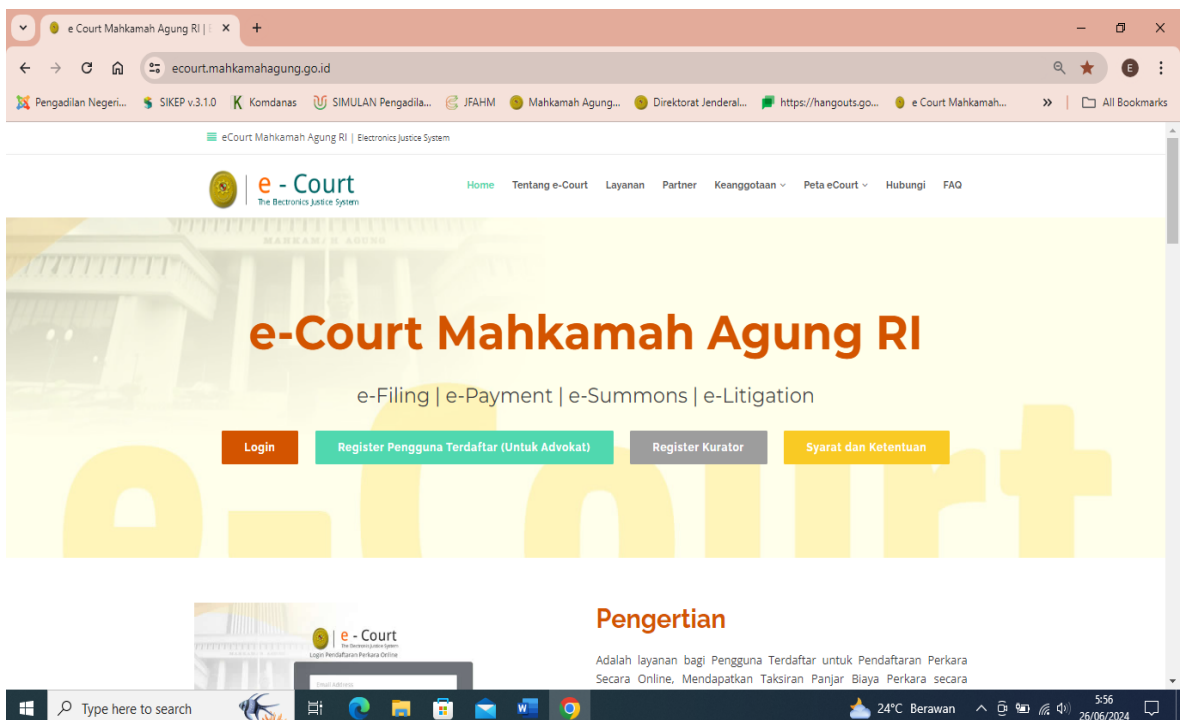 e Court Mahkamah Agung RI | E
ecourt.mahkamahagung.go.id
E
Pengadilan Negeri... SIKEP v.3.1.0 Komdanas SIMULAN Pengadila... JFAHM Mahkamah Agung... Direktorat Jenderal... https://hangouts.go... e Court Mahkamah... » All Bookmarks
eCourt Mahkamah Agung RI | Electronics Justice System
e - Court
The Electronics Justice System
Home Tentang e-Court Layanan Partner Keanggotaan Peta eCourt Hubungi FAQ
MAHKAMAH AGUNG
e-Court Mahkamah Agung RI
e-Filing | e-Payment | e-Summons | e-Litigation
Login Register Pengguna Terdaftar (Untuk Advokat) Register Kurator Syarat dan Ketentuan
e-Court
Pengertian
e - Court
The Electronics Justice System
Login Pendaftaran Perkara Online
Email Address
Adalah layanan bagi Pengguna Terdaftar untuk Pendaftaran Perkara
Secara Online, Mendapatkan Taksiran Panjar Biaya Perkara secara
Type here to search
24°C Berawan
5:56
26/06/2024